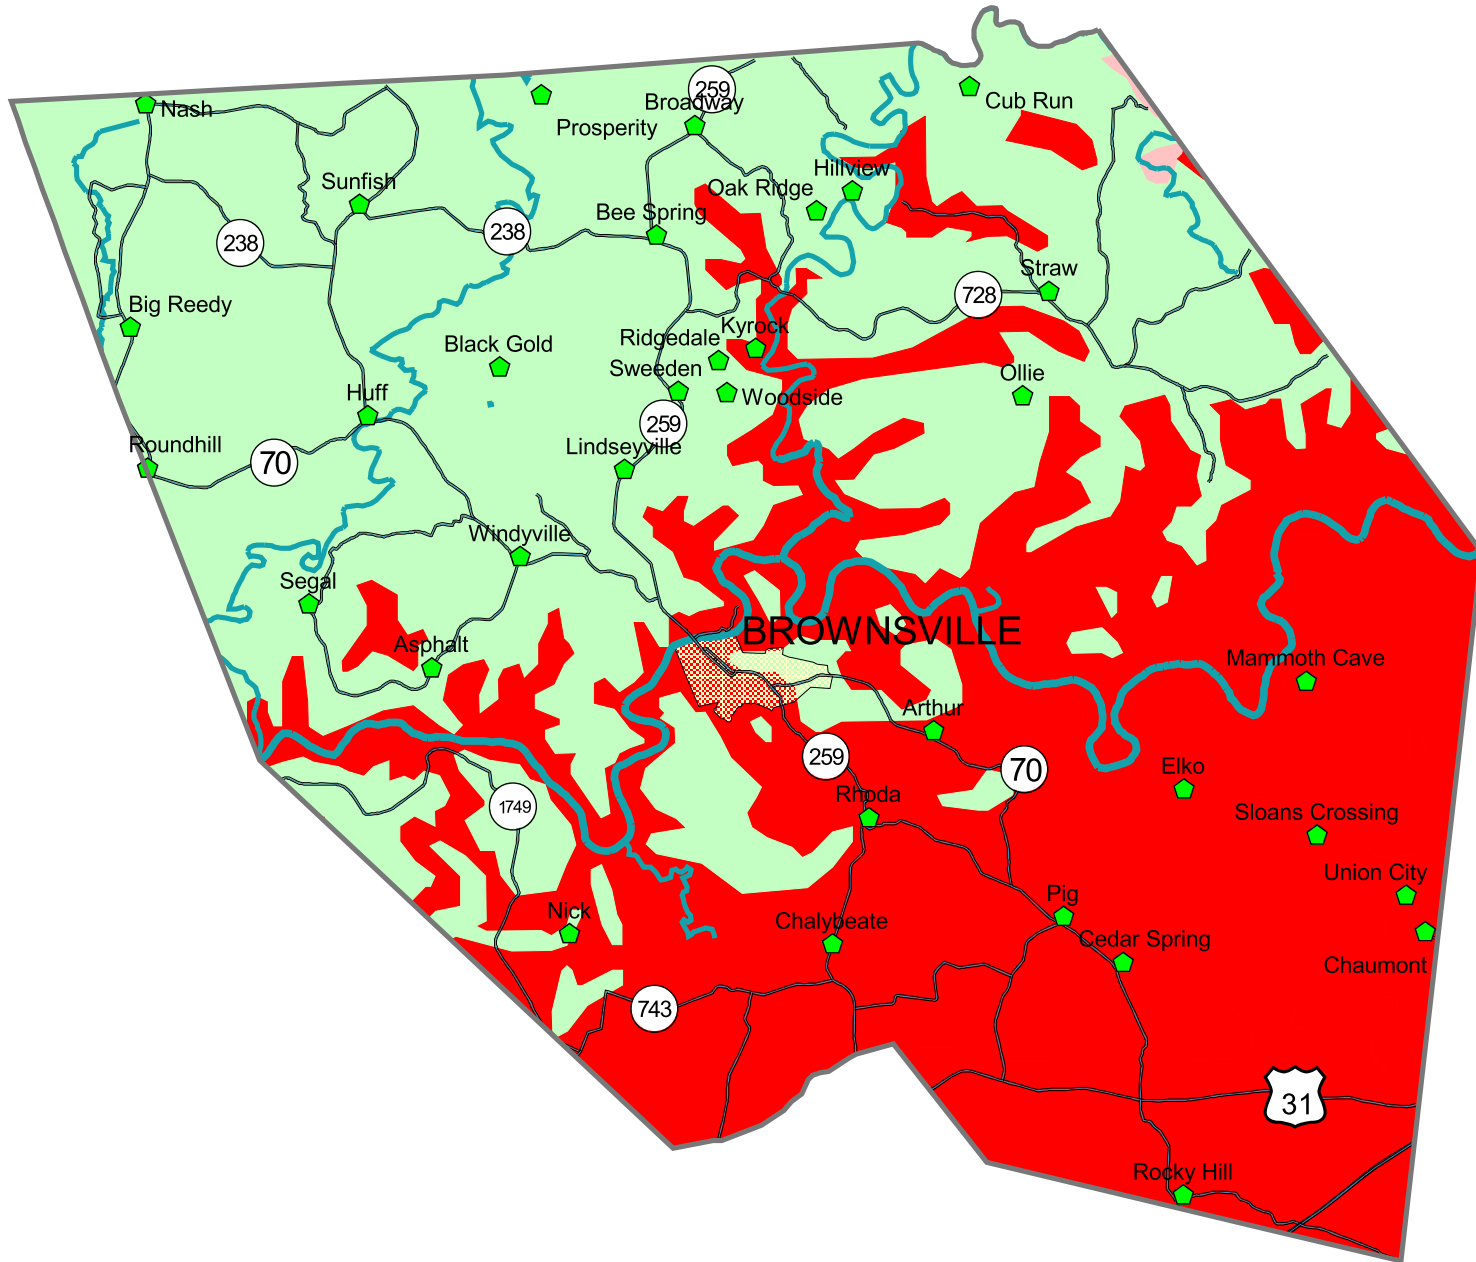 259
Broadway
Cub Run
Nash
Prosperity
Hillview
Sunfish
Oak Ridge
Bee Spring
238
238
Straw
728
Big Reedy
Kyrock
Ridgedale
Black Gold
Sweeden
Ollie
Huff
Woodside
259
Roundhill
Lindseyville
70
Windyville
Segal
BROWNSVILLE
Asphalt
Mammoth Cave
Arthur
259
70
Elko
1749
Rhoda
Sloans Crossing
Union City
Pig
Nick
Chalybeate
Cedar Spring
Chaumont
743
31
Rocky Hill